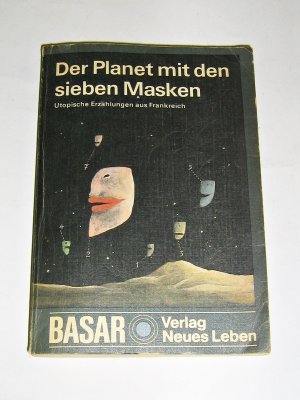 Der Planet mit den
sieben Masken
Utopische Erzählungen aus Frankreich
BASAR
Verlag
Neues Leben